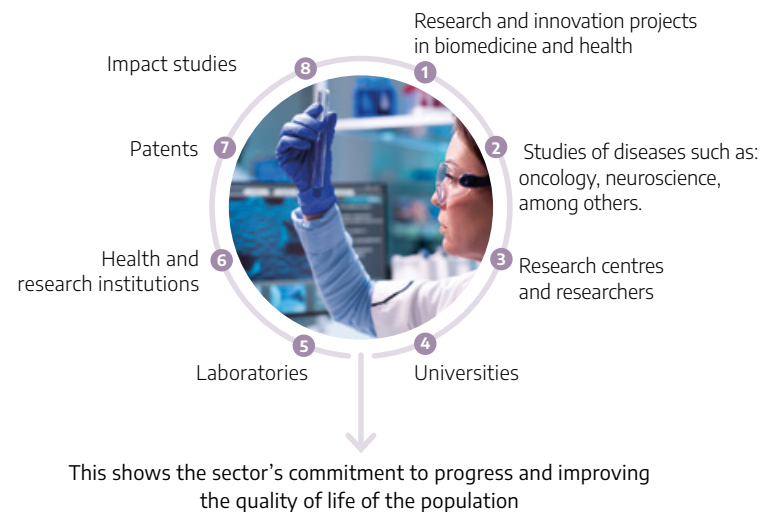 1
Research and innovation projects
in biomedicine and health
2
Studies of diseases such as:
oncology, neuroscience,
among others.
3
Research centres
and researchers
4
Universities
5
Laboratories
6
Health and
research institutions
7
Patents
8
Impact studies
This shows the sector’s commitment to progress and improving
the quality of life of the population